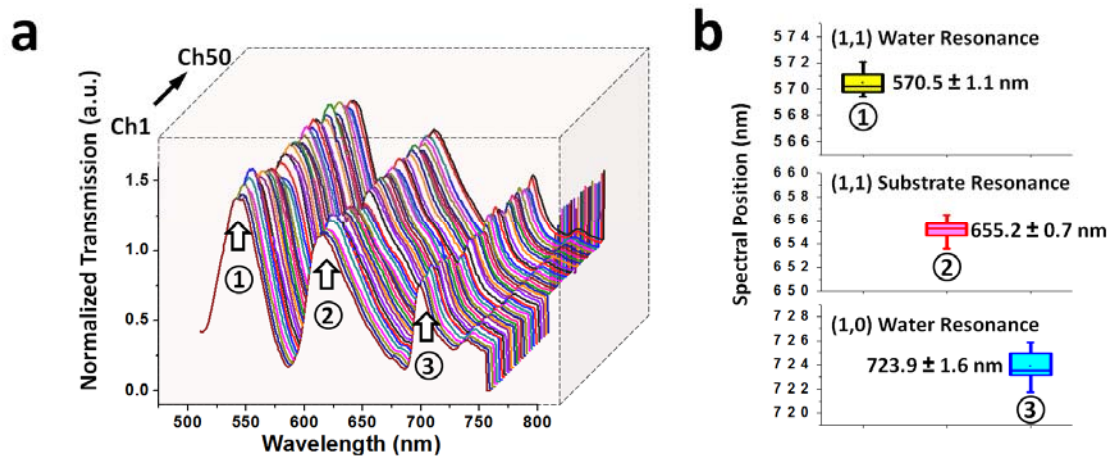 a
Ch50
Ch1
Normalized Transmission (a.u.)
1.5
1.0
0.5
0.0
①
②
③
500 550 600 650 700 750 800
Wavelength (nm)
b
Spectral Position (nm)
574
572
570
568
566
(1,1) Water Resonance
570.5 ± 1.1 nm
①
660
658
656
654
652
650
(1,1) Substrate Resonance
655.2 ± 0.7 nm
②
728
726
724
722
720
(1,0) Water Resonance
723.9 ± 1.6 nm
③